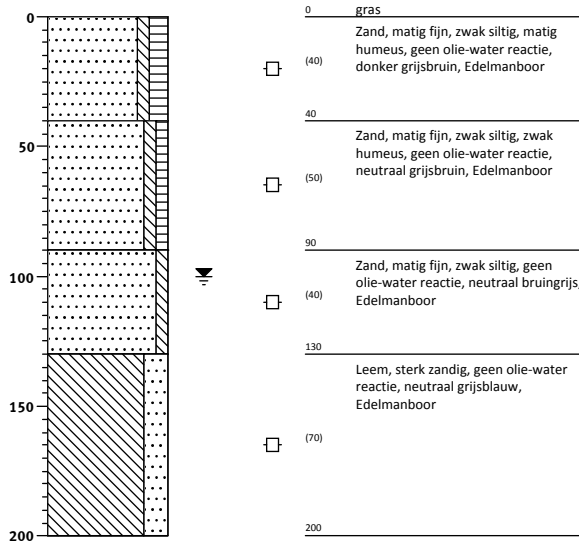 0
0
gras
Zand, matig fijn, zwak siltig, matig
humeus, geen olie-water reactie,
donker grijsbruin, Edelmanboor
(40)
40
50
Zand, matig fijn, zwak siltig, zwak
humeus, geen olie-water reactie,
neutraal grijsbruin, Edelmanboor
(50)
90
100
Zand, matig fijn, zwak siltig, geen
olie-water reactie, neutraal bruingrijs,
Edelmanboor
(40)
130
150
Leem, sterk zandig, geen olie-water
reactie, neutraal grijsblauw,
Edelmanboor
(70)
200
200